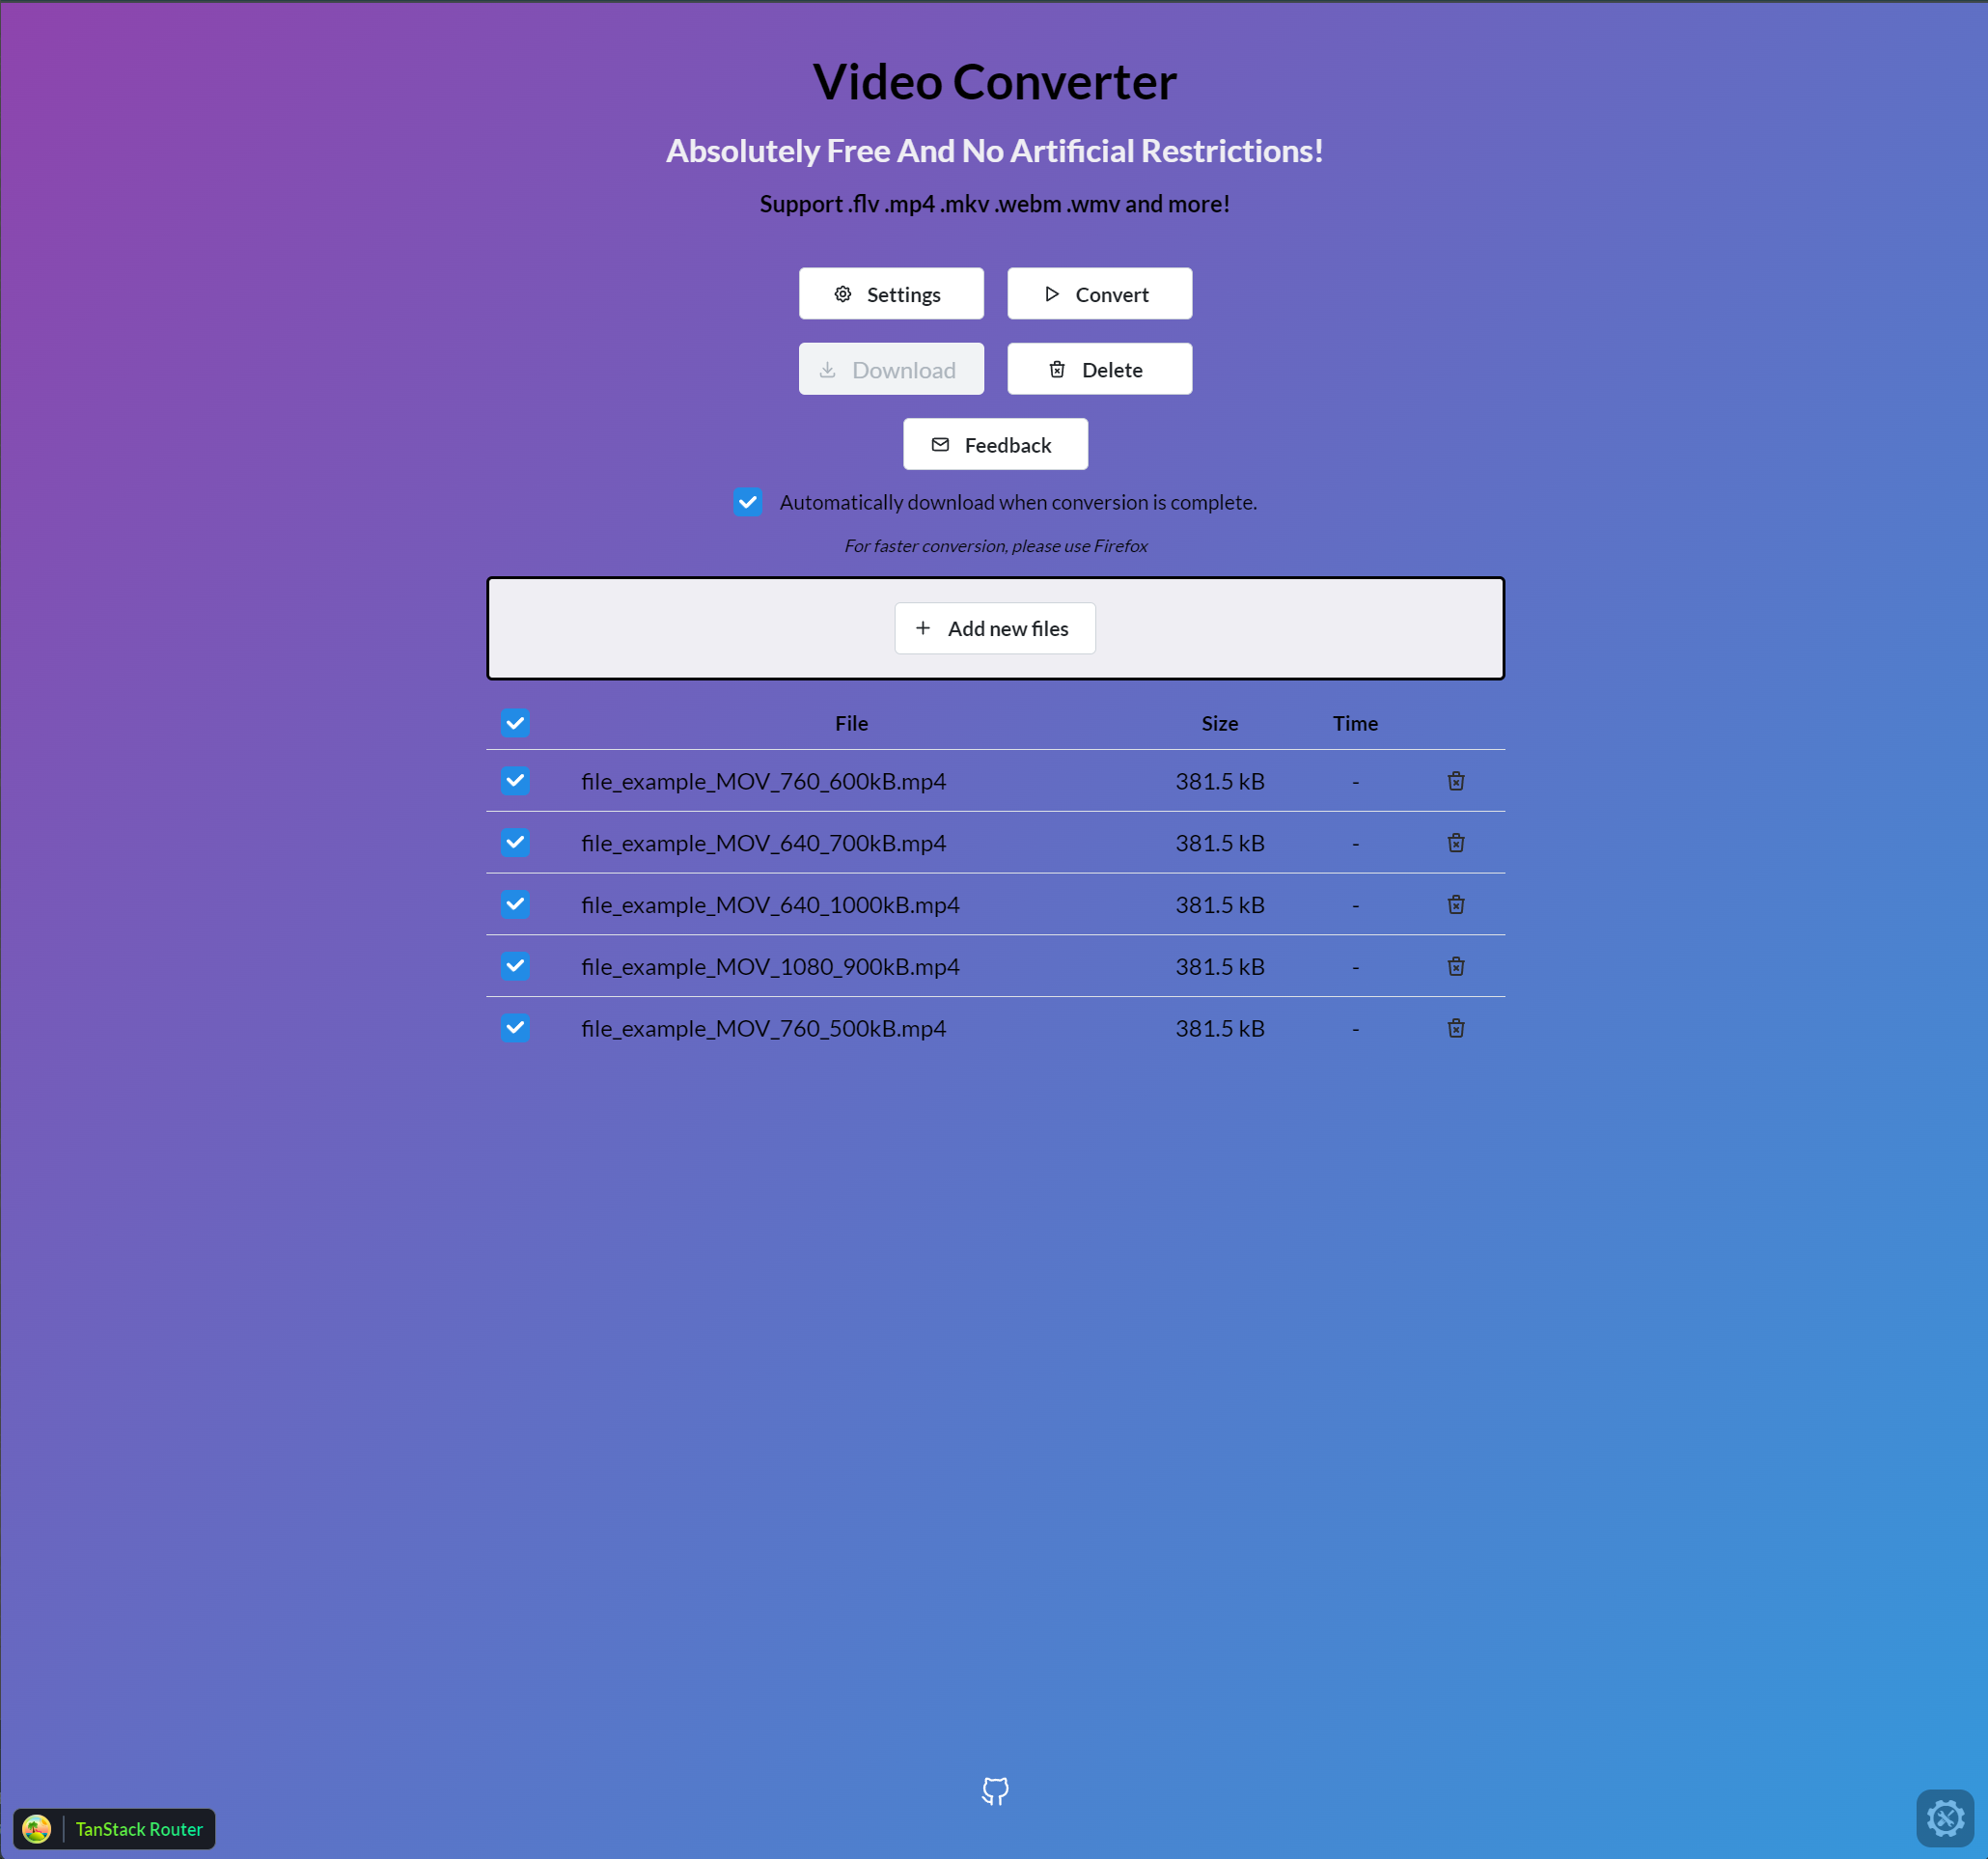 Video Converter
Absolutely Free And No Artificial Restrictions!
Support .flv .mp4 .mkv .webm .wmv and more!
Settings
Convert
Download
Delete
Feedback
Automatically download when conversion is complete.
For faster conversion, please use Firefox
Add new files
File Size Time
file_example_MOV_760_600kB.mp4 381.5 kB -
file_example_MOV_640_700kB.mp4 381.5 kB -
file_example_MOV_640_1000kB.mp4 381.5 kB -
file_example_MOV_1080_900kB.mp4 381.5 kB -
file_example_MOV_760_500kB.mp4 381.5 kB -
TanStack Router